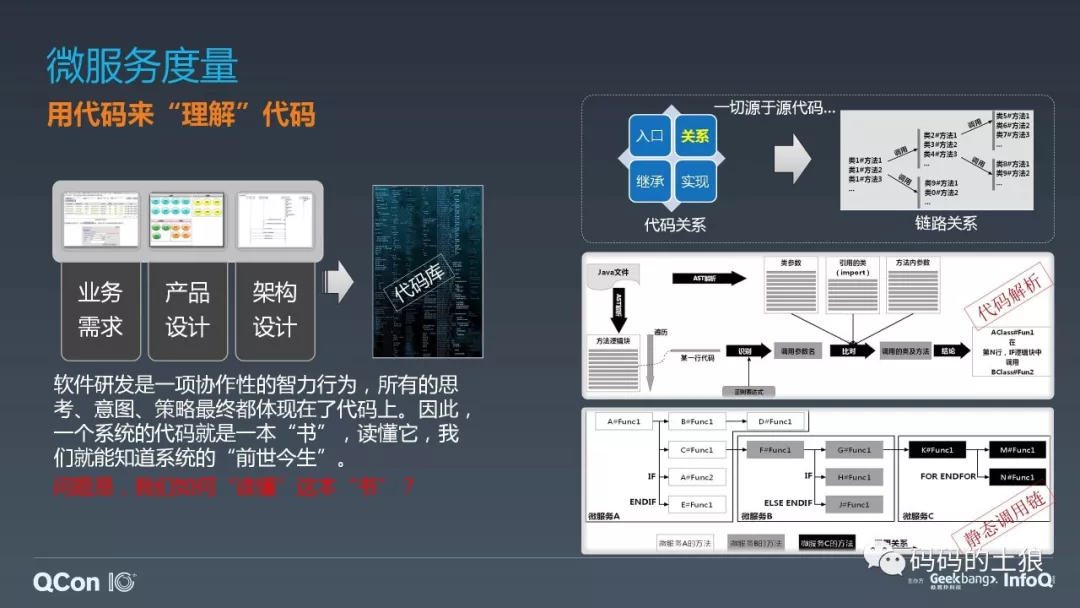 微服务度量
用代码来“理解”代码
业务
需求
产品
设计
架构
设计
代码库
软件研发是一项协作性的智力行为，所有的思
考、意图、策略最终都体现在了代码上。因此，
一个系统的代码就是一本“书”，读懂它，我
们就能知道系统的“前世今生”。
问题是，我们如何“读懂”这本“书”？
一切源于源代码…
入口
关系
继承
实现
代码关系
类1#方法1
类1#方法2
类1#方法3
...
调用
调用
类2#方法1
类3#方法2
类4#方法3
...
类9#方法1
类0#方法2
...
调用
调用
类5#方法1
类6#方法2
类7#方法3
...
类8#方法1
类9#方法2
...
链路关系
Java文件
AST解析
AST解析
类参数
引用的类
（import）
方法内参数
代码解析
方法逻辑块
遍历
第一行代码
识别
正则表达式
调用参数名
比对
调用的类及方法
结论
AClass#Fun1
在
第N行，IF逻辑块中
调用
BClass#Fun2
A#Func1
B#Func1
D#Func1
C#Func1
IF
A#Func2
ENDIF
E#Func1
微服务A
F#Func1
G#Func1
IF
H#Func1
ELSE ENDIF
J#Func1
微服务B
K#Func1
M#Func1
FOR ENDFOR
N#Func1
微服务C
静态调用链
微服务A的方法
微服务B的方法
微服务C的方法
关系
码码的土狼
QCon 10+
主办方
Geekbang>.
极客邦科技
InfoQ